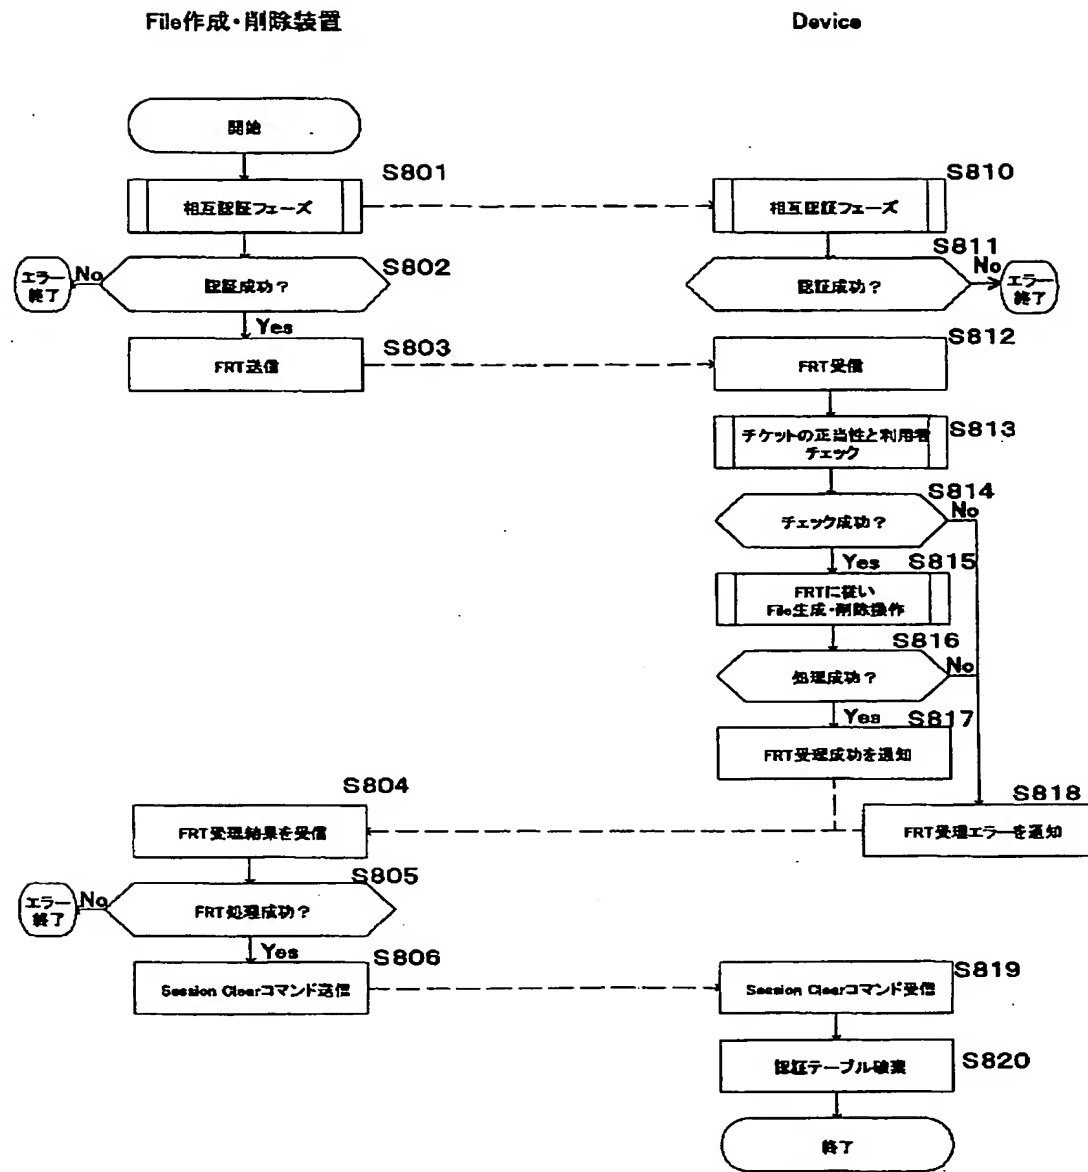 File作成・削除装置
Device
開始
S801
相互認証フェーズ
S810
相互認証フェーズ
S802
認証成功?
No
エラー
終了
Yes
S811
認証成功?
No
エラー
終了
S803
FRT送信
S812
FRT受信
S813
チケットの正当性と利用者
チェック
S814
チェック成功?
No
Yes
S815
FRTに従い
File生成・削除操作
S816
処理成功?
No
Yes
S817
FRT受理成功を通知
S804
FRT受理結果を受信
S818
FRT受理エラーを通知
S805
FRT処理成功?
No
エラー
終了
Yes
S806
Session Clearコマンド送信
S819
Session Clearコマンド受信
S820
認証テーブル破棄
終了